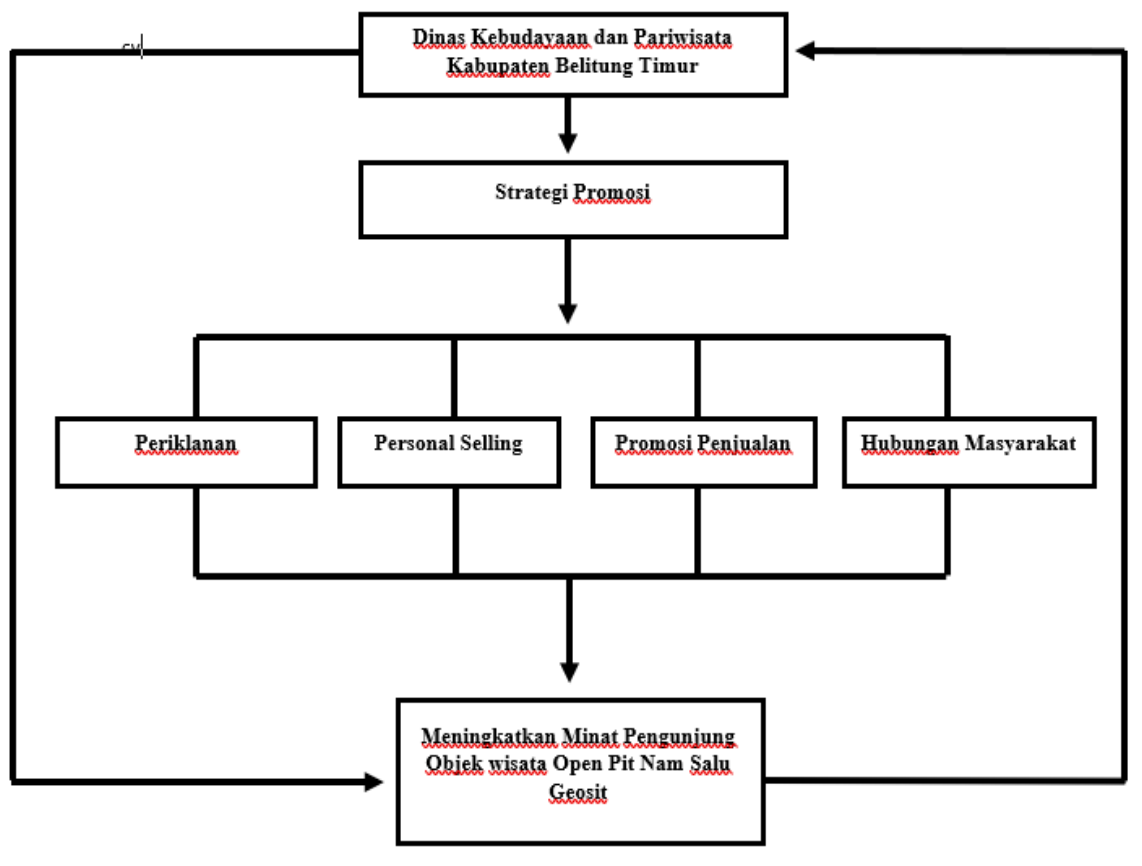 Dinas Kebudayaan dan Pariwisata
Kabupaten Belitung Timur
Strategi Promosi
Periklanan
Personal Selling
Promosi Penjualan
Hubungan Masyarakat
Meningkatkan Minat Pengunjung
Objek wisata Open Pit Nam Salu
Geosit